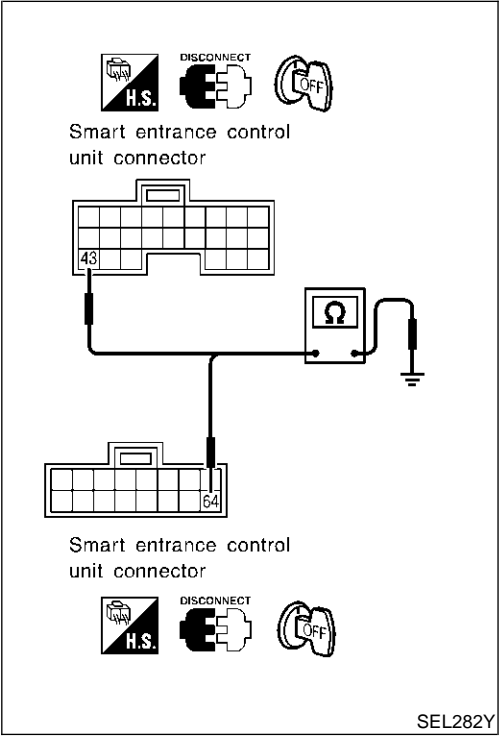 DISCONNECT
H.S.
OFF
Smart entrance control
unit connector
43
Ω
64
Smart entrance control
unit connector
DISCONNECT
H.S.
OFF
SEL282Y